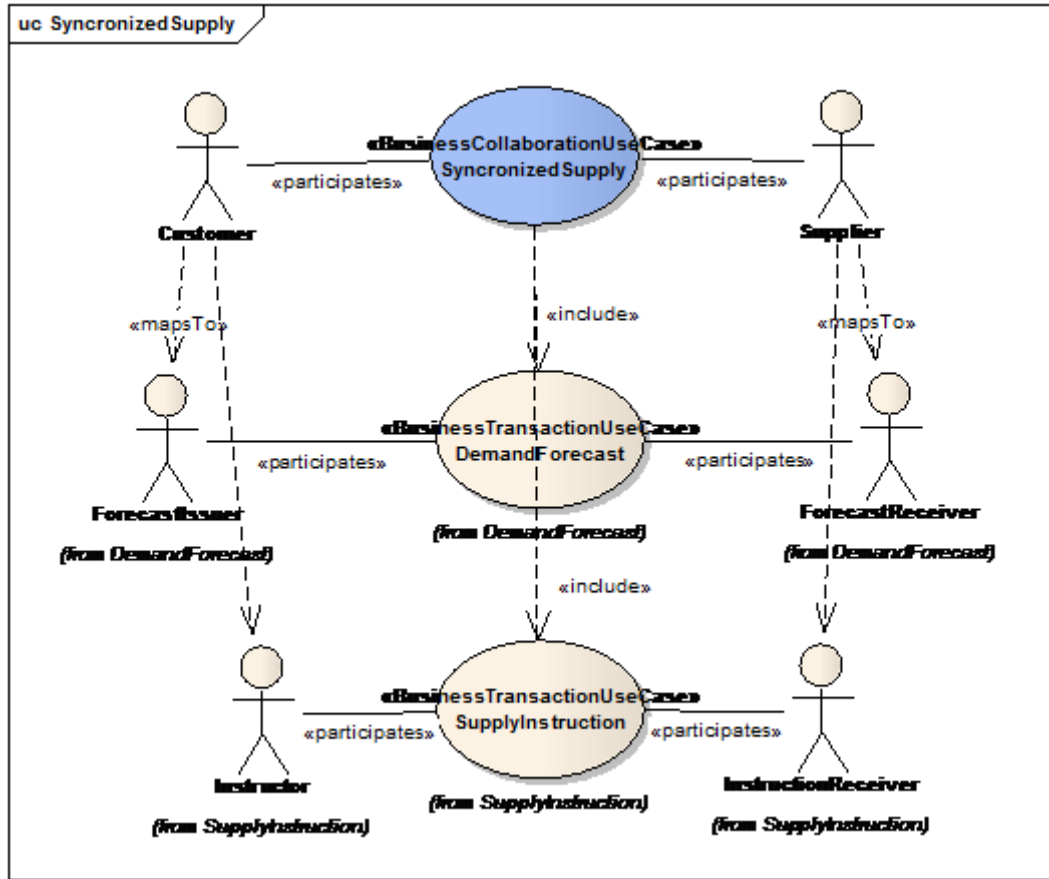 uc SyncronizedSupply
«BusinessCollaborationUseCase»
SyncronizedSupply
«participates»
«participates»
Customer
Supplier
«mapsTo»
«include»
«mapsTo»
«BusinessTransactionUseCase»
DemandForecast
«participates»
«participates»
ForecastIssuer
ForecastReceiver
(from DemandForecast)
(from DemandForecast)
(from DemandForecast)
«include»
«BusinessTransactionUseCase»
SupplyInstruction
«participates»
«participates»
Instructor
InstructionReceiver
(from SupplyInstruction)
(from SupplyInstruction)
(from SupplyInstruction)